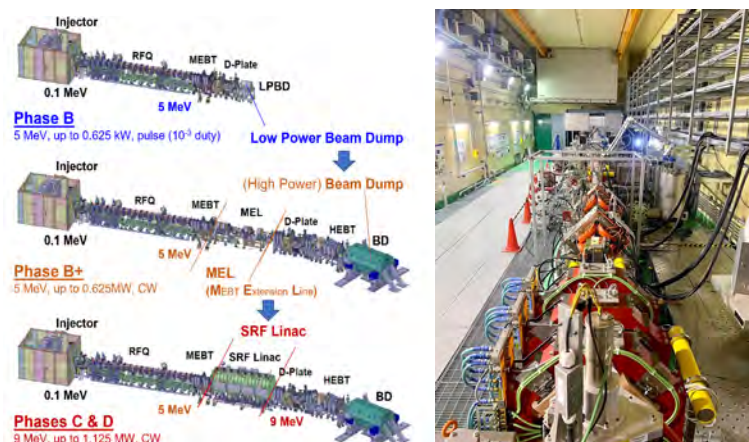 Injector
RFQ
MEBT
D-Plate
LPBD
0.1 MeV
5 MeV
Phase B
5 MeV, up to 0.625 kW, pulse (10⁻³ duty)
Low Power Beam Dump
(High Power) Beam Dump
Injector
RFQ
MEBT
MEL
D-Plate
HEBT
BD
0.1 MeV
5 MeV
Phase B+
5 MeV, up to 0.625MW, CW
MEL
(MEBT Extension Line)
SRF Linac
Injector
RFQ
MEBT
SRF Linac
D-Plate
HEBT
BD
0.1 MeV
5 MeV
9 MeV
Phases C & D
9 MeV, up to 1.125 MW, CW